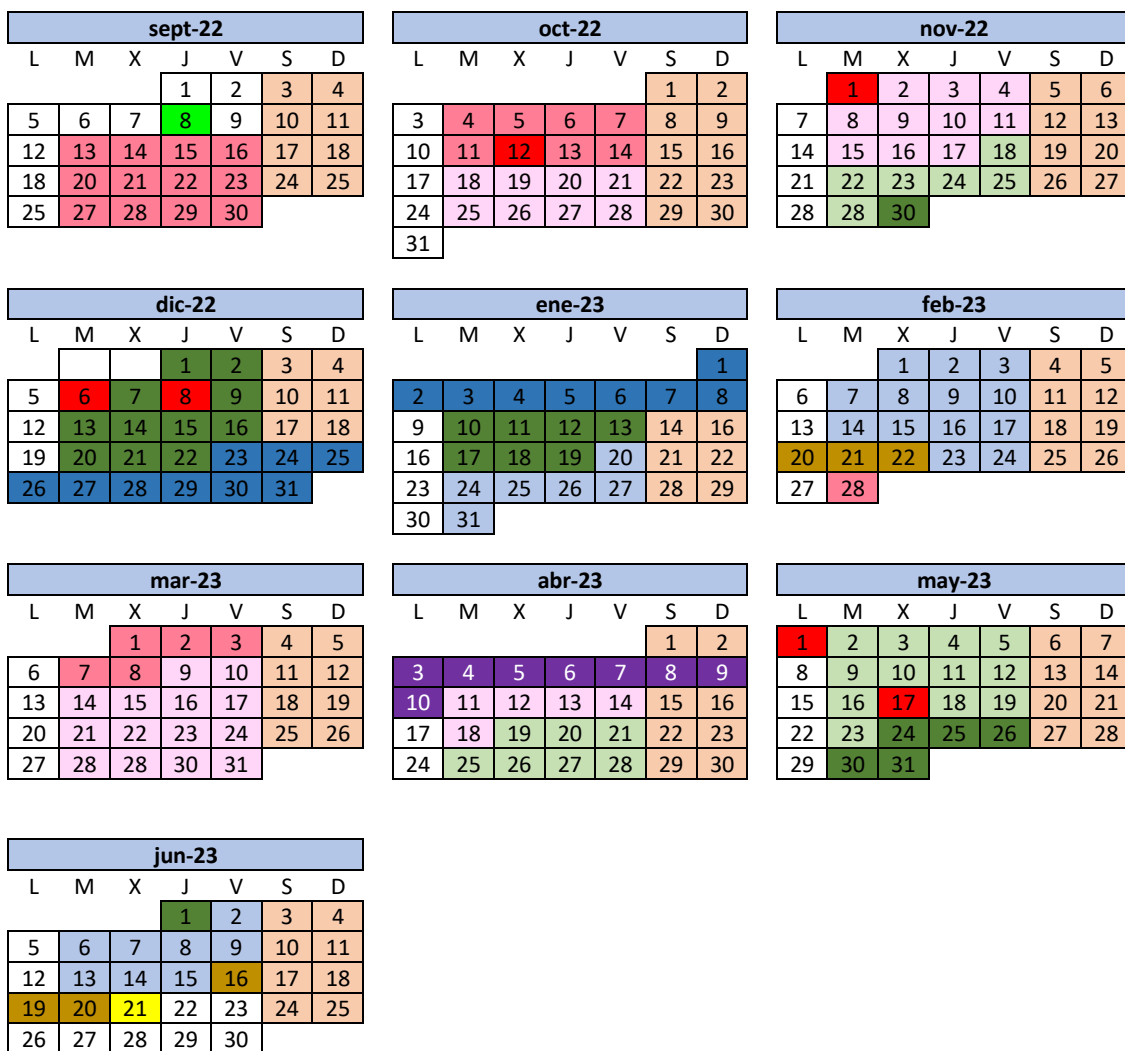 sept-22
L M X J V S D
1 2 3 4
5 6 7 8 9 10 11
12 13 14 15 16 17 18
18 20 21 22 23 24 25
25 27 28 29 30
oct-22
L M X J V S D
1 2
3 4 5 6 7 8 9
10 11 12 13 14 15 16
17 18 19 20 21 22 23
24 25 26 27 28 29 30
31
nov-22
L M X J V S D
1 2 3 4 5 6
7 8 9 10 11 12 13
14 15 16 17 18 19 20
21 22 23 24 25 26 27
28 28 30
dic-22
L M X J V S D
1 2 3 4
5 6 7 8 9 10 11
12 13 14 15 16 17 18
19 20 21 22 23 24 25
26 27 28 29 30 31
ene-23
L M X J V S D
1
2 3 4 5 6 7 8
9 10 11 12 13 14 16
16 17 18 19 20 21 22
23 24 25 26 27 28 29
30 31
feb-23
L M X J V S D
1 2 3 4 5
6 7 8 9 10 11 12
13 14 15 16 17 18 19
20 21 22 23 24 25 26
27 28
mar-23
L M X J V S D
1 2 3 4 5
6 7 8 9 10 11 12
13 14 15 16 17 18 19
20 21 22 23 24 25 26
27 28 28 30 31
abr-23
L M X J V S D
1 2
3 4 5 6 7 8 9
10 11 12 13 14 15 16
17 18 19 20 21 22 23
24 25 26 27 28 29 30
may-23
L M X J V S D
1 2 3 4 5 6 7
8 9 10 11 12 13 14
15 16 17 18 19 20 21
22 23 24 25 26 27 28
29 30 31
jun-23
L M X J V S D
1 2 3 4
5 6 7 8 9 10 11
12 13 14 15 16 17 18
19 20 21 22 23 24 25
26 27 28 29 30